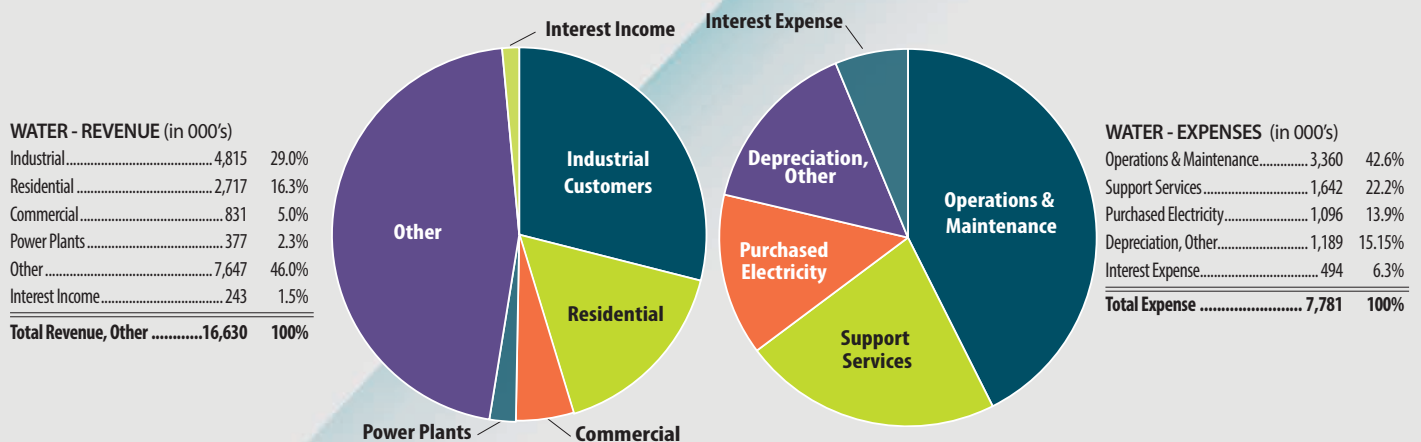 WATER - REVENUE (in 000's)
Industrial 4,815 29.0%
Residential 2,717 16.3%
Commercial 831 5.0%
Power Plants 377 2.3%
Other 7,647 46.0%
Interest Income 243 1.5%
Total Revenue, Other 16,630 100%
Interest Income
Industrial
Customers
Other
Residential
Power Plants
Commercial
Interest Expense
Depreciation,
Other
Operations &
Maintenance
Purchased
Electricity
Support
Services
WATER - EXPENSES (in 000's)
Operations & Maintenance 3,360 42.6%
Support Services 1,642 22.2%
Purchased Electricity 1,096 13.9%
Depreciation, Other 1,189 15.15%
Interest Expense 494 6.3%
Total Expense 7,781 100%